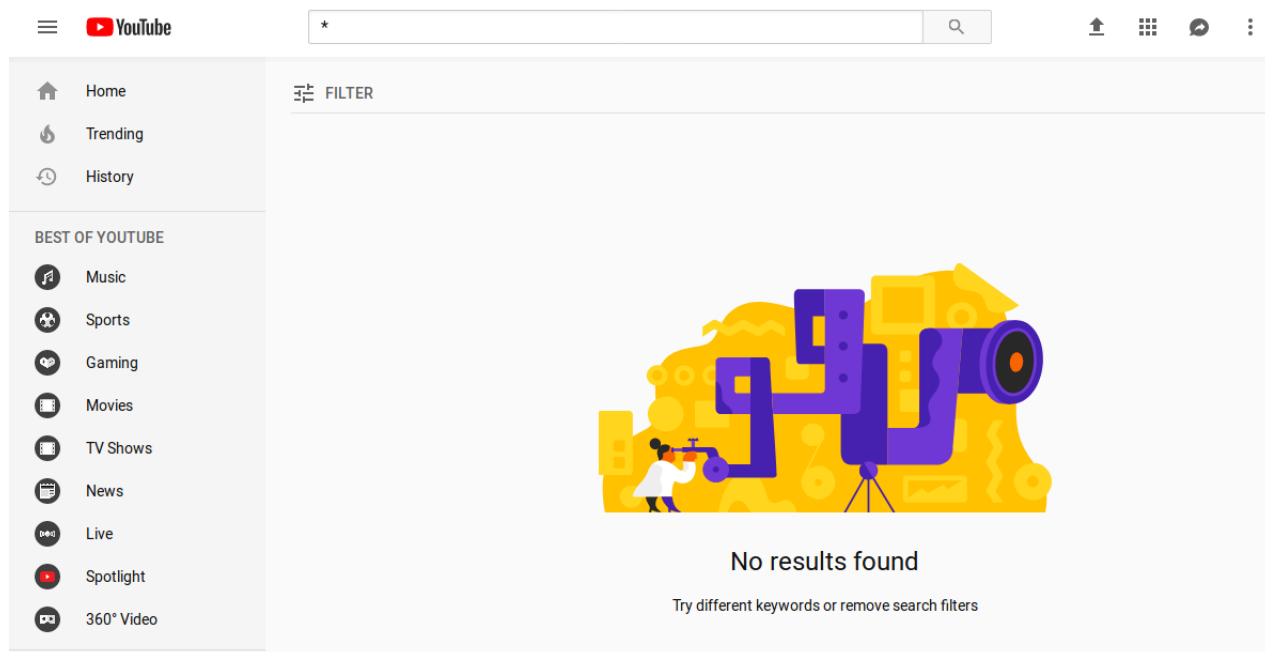 YouTube
*
Home
Trending
History
BEST OF YOUTUBE
Music
Sports
Gaming
Movies
TV Shows
News
Live
Spotlight
360° Video
FILTER
No results found
Try different keywords or remove search filters